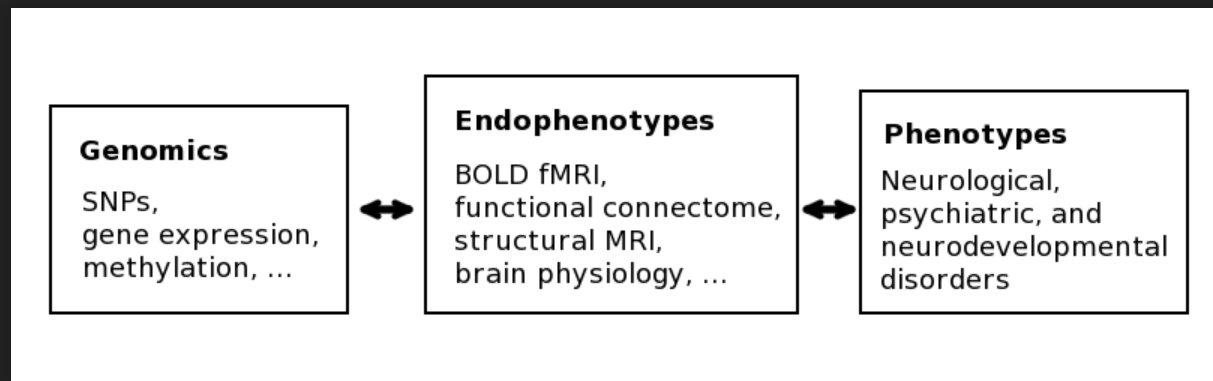 Genomics
SNPs,
gene expression,
methylation, ...
Endophenotypes
BOLD fMRI,
functional connectome,
structural MRI,
brain physiology, ...
Phenotypes
Neurological,
psychiatric, and
neurodevelopmental
disorders